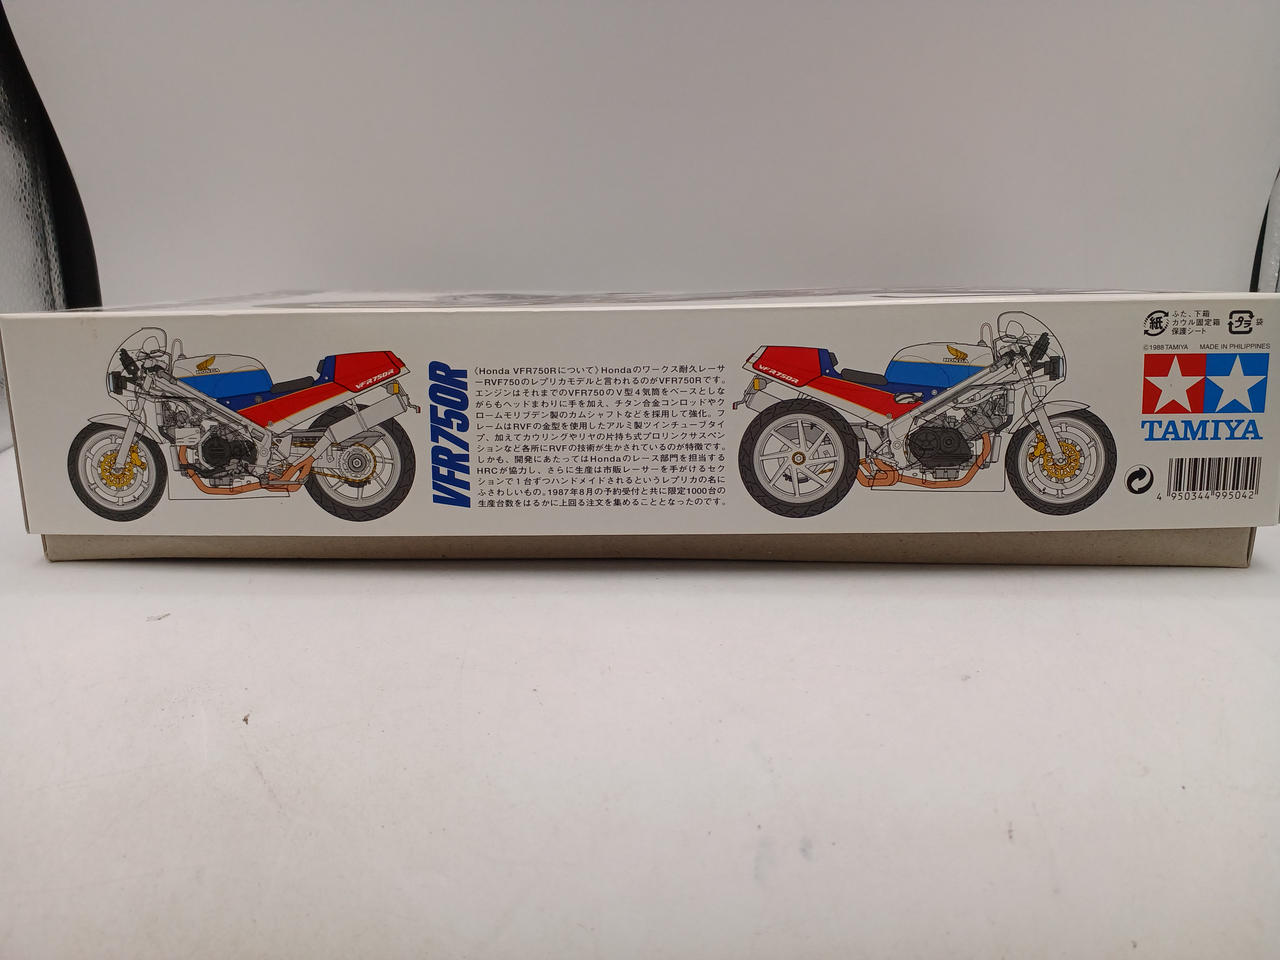 VFR750R
〈Honda VFR750Rについて〉Hondaのワークス耐久レーサ
ーRVF750のレプリカモデルと言われるのがVFR750Rです。
エンジンはそれまでのVFR750のV型4気筒をベースとしな
がらもヘッドまわりに手を加え、チタン合金コンロッドやク
ロームモリブデン製のカムシャフトなどを採用して強化。フ
レームはRVFの金型を使用したアルミ製ツインチューブタイ
プ、加えてカウリングやリヤの片持ち式プロリンクサスペン
ションなど各所にRVFの技術が生かされているのが特徴です。
しかも、開発にあたってはHondaのレース部門を担当する
HRCが協力し、さらに生産は市販レーサーを手がけるセク
ションで1台ずつハンドメイドされるというレプリカの名に
ふさわしいもの。1987年8月の予約受付と共に限定1000台の
生産台数をはるかに上回る注文を集めることとなったのです。
VFR750R
VFR750R
HONDA
紙
ふた、下箱
カウル固定箱
保護シート
プラ
袋
©1988 TAMIYA MADE IN PHILIPPINES
TAMIYA
4 950344 995042